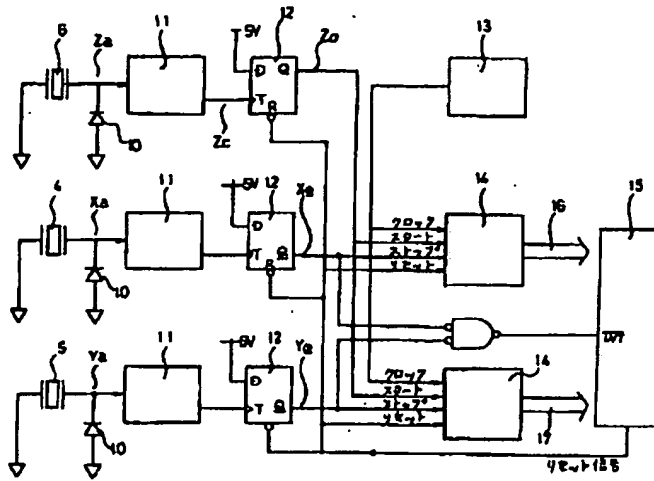 6
Za
11
5V
12
Zo
D
Q
T
R
Zc
10
13
4
Xa
11
5V
12
Xe
D
Q
T
R
10
14
15
16
クロック
スタート
ストップ
リセット
INT
5
Ya
11
5V
12
Ye
D
Q
T
10
14
17
クロック
スタート
ストップ
リセット
リセット信号